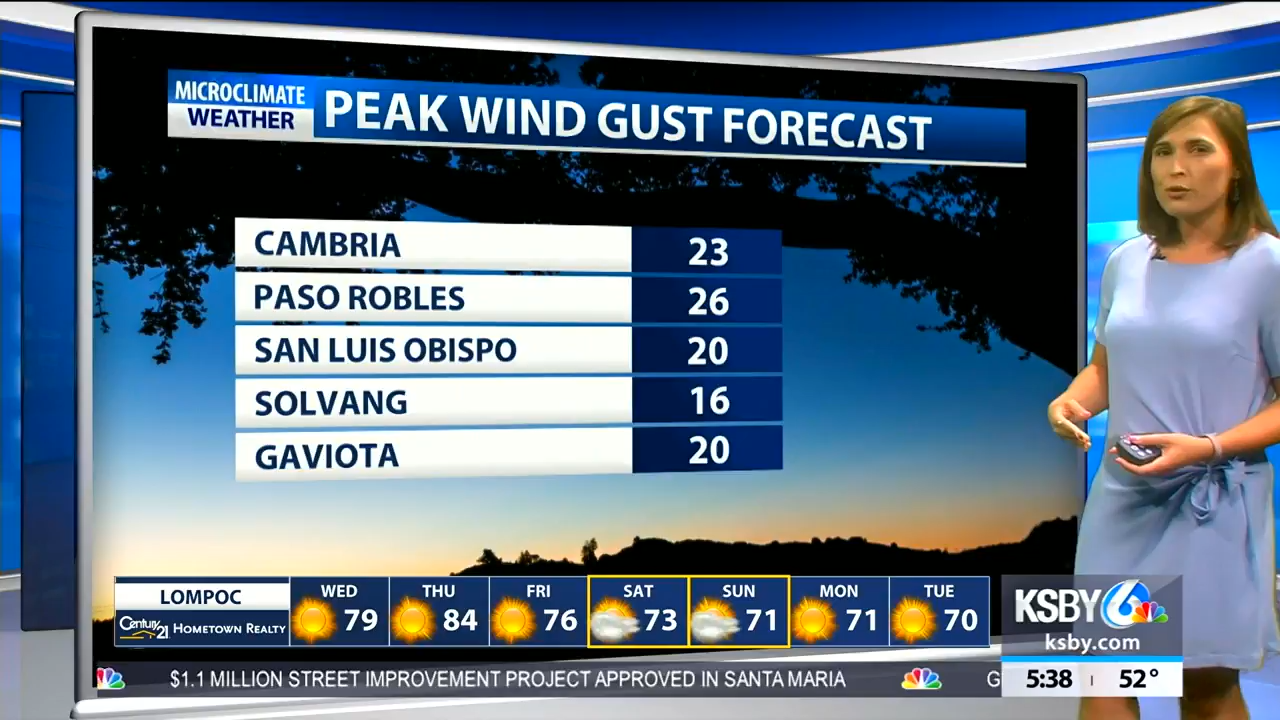 MICROCLIMATE
WEATHER
PEAK WIND GUST FORECAST
CAMBRIA 23
PASO ROBLES 26
SAN LUIS OBISPO 20
SOLVANG 16
GAVIOTA 20
LOMPOC
Century 21 HOMETOWN REALTY
WED 79
THU 84
FRI 76
SAT 73
SUN 71
MON 71
TUE 70
KSBY 6
ksby.com
$1.1 MILLION STREET IMPROVEMENT PROJECT APPROVED IN SANTA MARIA
G
5:38 52°